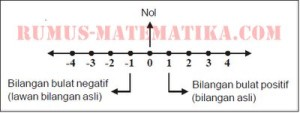 Nol
RUMUS-MATEMATIKA.COM
-4 -3 -2 -1 0 1 2 3 4
Bilangan bulat negatif
(lawan bilangan asli)
Bilangan bulat positif
(bilangan asli)